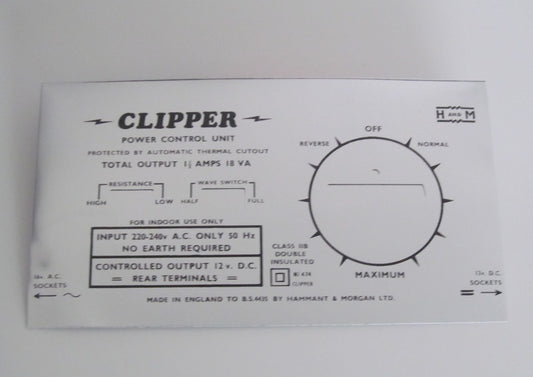 CLIPPER
POWER CONTROL UNIT
PROTECTED BY AUTOMATIC THERMAL CUTOUT
TOTAL OUTPUT 1½ AMPS 18 VA
H AND M
OFF
REVERSE
NORMAL
MAXIMUM
RESISTANCE
HIGH LOW
WAVE SWITCH
HALF FULL
FOR INDOOR USE ONLY
INPUT 220-240v A.C. ONLY 50 Hz
NO EARTH REQUIRED
CONTROLLED OUTPUT 12 v. D.C.
= REAR TERMINALS =
CLASS IIB
DOUBLE
INSULATED
CLIPPER
16v A.C.
SOCKETS
12v. D.C.
SOCKETS
MADE IN ENGLAND TO B.S.4435 BY HAMMANT & MORGAN LTD.